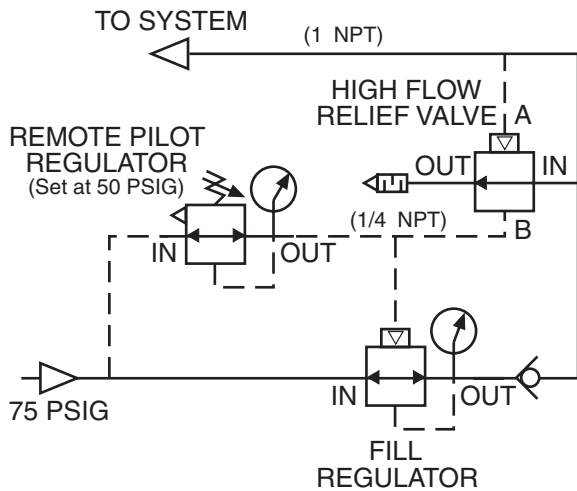 TO SYSTEM
(1 NPT)
HIGH FLOW
RELIEF VALVE
A
REMOTE PILOT
REGULATOR
(Set at 50 PSIG)
OUT
IN
(1/4 NPT)
B
IN
OUT
75 PSIG
IN
OUT
FILL
REGULATOR